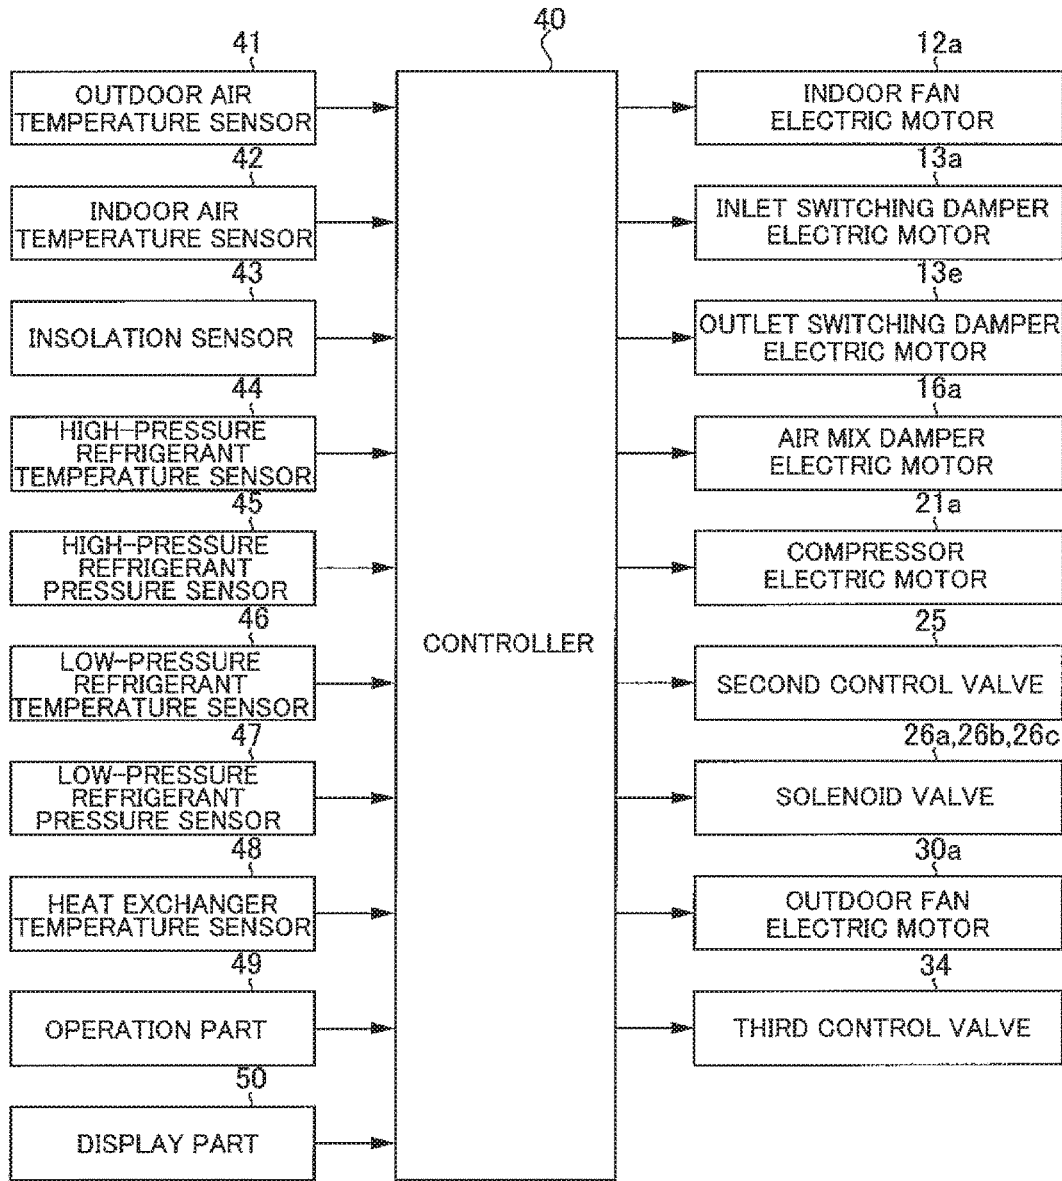 40
41
OUTDOOR AIR
TEMPERATURE SENSOR
42
INDOOR AIR
TEMPERATURE SENSOR
43
INSOLATION SENSOR
44
HIGH-PRESSURE
REFRIGERANT
TEMPERATURE SENSOR
45
HIGH-PRESSURE
REFRIGERANT
PRESSURE SENSOR
46
LOW-PRESSURE
REFRIGERANT
TEMPERATURE SENSOR
47
LOW-PRESSURE
REFRIGERANT
PRESSURE SENSOR
48
HEAT EXCHANGER
TEMPERATURE SENSOR
49
OPERATION PART
50
DISPLAY PART
CONTROLLER
12a
INDOOR FAN
ELECTRIC MOTOR
13a
INLET SWITCHING DAMPER
ELECTRIC MOTOR
13e
OUTLET SWITCHING DAMPER
ELECTRIC MOTOR
16a
AIR MIX DAMPER
ELECTRIC MOTOR
21a
COMPRESSOR
ELECTRIC MOTOR
25
SECOND CONTROL VALVE
26a,26b,26c
SOLENOID VALVE
30a
OUTDOOR FAN
ELECTRIC MOTOR
34
THIRD CONTROL VALVE